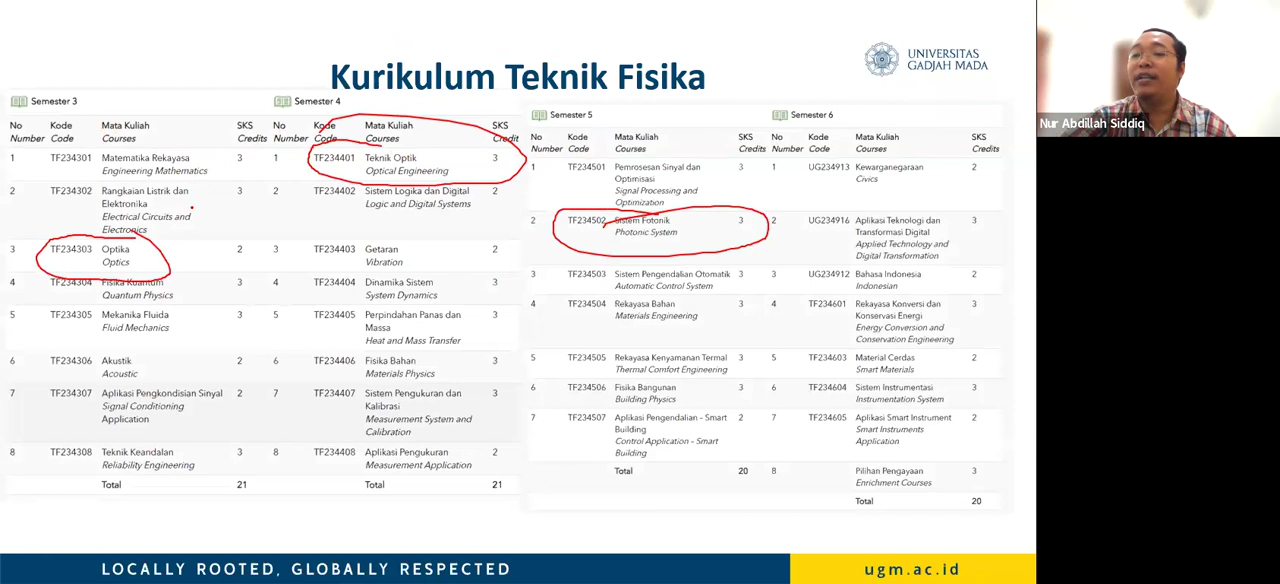 Kurikulum Teknik Fisika
UNIVERSITAS
GADJAH MADA
Nur Abdillah Siddiq
Semester 3
No Kode Mata Kuliah SKS
Number Code Courses Credits
1 TF234301 Matematika Rekayasa 3
Engineering Mathematics
2 TF234302 Rangkaian Listrik dan 3
Elektronika
Electrical Circuits and
Electronics
3 TF234303 Optika 2
Optics
4 TF234304 Fisika Kuantum 3
Quantum Physics
5 TF234305 Mekanika Fluida 3
Fluid Mechanics
6 TF234306 Akustik 2
Acoustic
7 TF234307 Aplikasi Pengkondisian Sinyal 2
Signal Conditioning
Application
8 TF234308 Teknik Keandalan 3
Reliability Engineering
Total 21
Semester 4
No Kode Mata Kuliah SKS
Number Code Courses Credit
1 TF234401 Teknik Optik 3
Optical Engineering
2 TF234402 Sistem Logika dan Digital 2
Logic and Digital Systems
3 TF234403 Getaran 2
Vibration
4 TF234404 Dinamika Sistem 3
System Dynamics
5 TF234405 Perpindahan Panas dan 3
Massa
Heat and Mass Transfer
6 TF234406 Fisika Bahan 3
Materials Physics
7 TF234407 Sistem Pengukuran dan 3
Kalibrasi
Measurement System and
Calibration
8 TF234408 Aplikasi Pengukuran 2
Measurement Application
Total 21
Semester 5
No Kode Mata Kuliah SKS
Number Code Courses Credits
1 TF234501 Pemrosesan Sinyal dan 3
Optimisasi
Signal Processing and
Optimization
2 TF234502 Sistem Fotonik 3
Photonic System
3 TF234503 Sistem Pengendalian Otomatik 3
Automatic Control System
4 TF234504 Rekayasa Bahan 3
Materials Engineering
5 TF234505 Rekayasa Kenyamanan Termal 3
Thermal Comfort Engineering
6 TF234506 Fisika Bangunan 3
Building Physics
7 TF234507 Aplikasi Pengendalian – Smart 2
Building
Control Application – Smart
Building
Total 20
Semester 6
No Kode Mata Kuliah SKS
Number Code Courses Credits
1 UG234913 Kewarganegaraan 2
Civics
2 UG234916 Aplikasi Teknologi dan 3
Transformasi Digital
Applied Technology and
Digital Transformation
3 UG234912 Bahasa Indonesia 2
Indonesian
4 TF234601 Rekayasa Konversi dan 3
Konservasi Energi
Energy Conversion and
Conservation Engineering
5 TF234603 Material Cerdas 2
Smart Materials
6 TF234604 Sistem Instrumentasi 3
Instrumentation System
7 TF234605 Aplikasi Smart Instrument 2
Smart Instruments
Application
8 Pilihan Pengayaan 3
Enrichment Courses
Total 20
LOCALLY ROOTED, GLOBALLY RESPECTED
ugm.ac.id